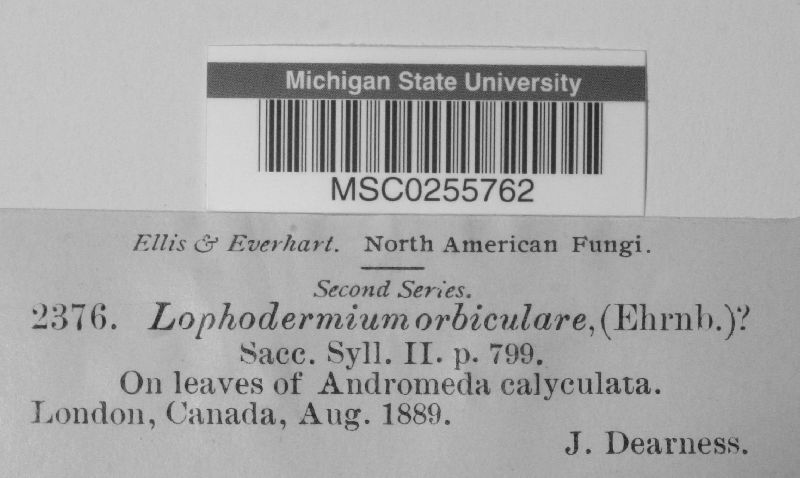 Michigan State University
MSC0255762
Ellis & Everhart. North American Fungi.
Second Series.
2376. Lophodermium orbiculare, (Ehrnb.)?
Sacc. Syll. II. p. 799.
On leaves of Andromeda calyculata.
London, Canada, Aug. 1889.
J. Dearness.